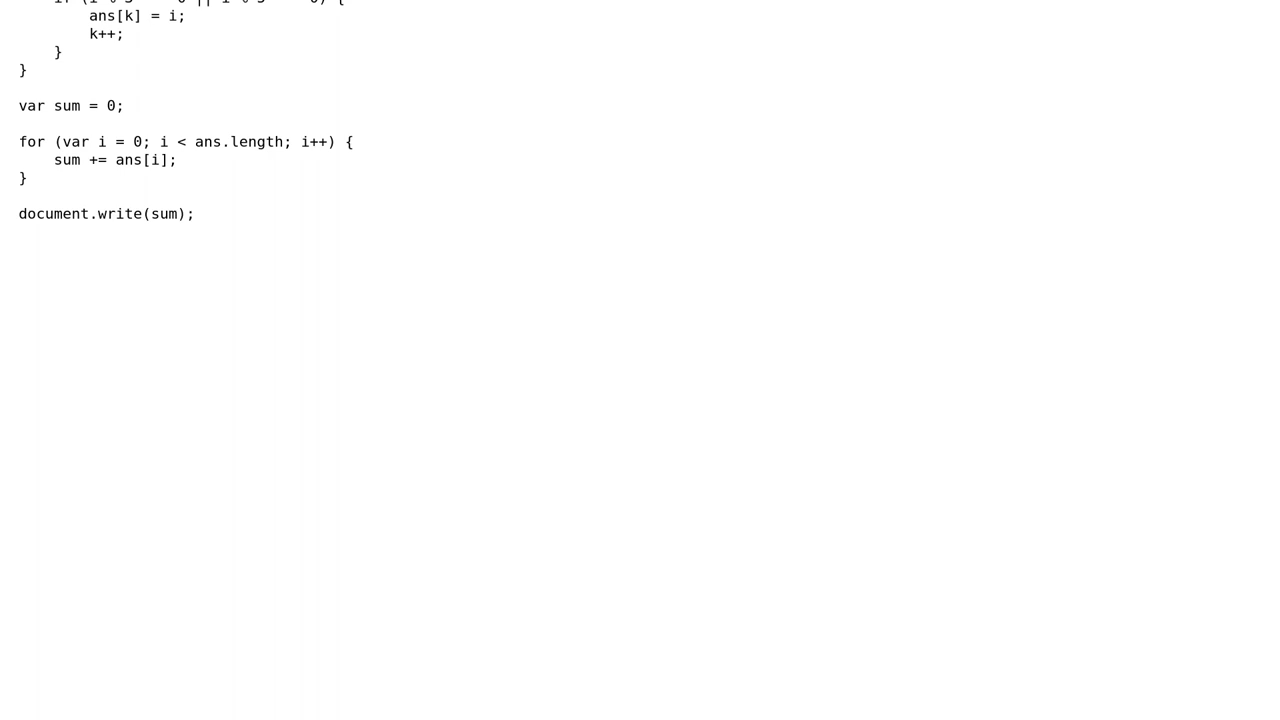 ans[k] = i;
k++;
}
}
var sum = 0;
for (var i = 0; i < ans.length; i++) {
sum += ans[i];
}
document.write(sum);